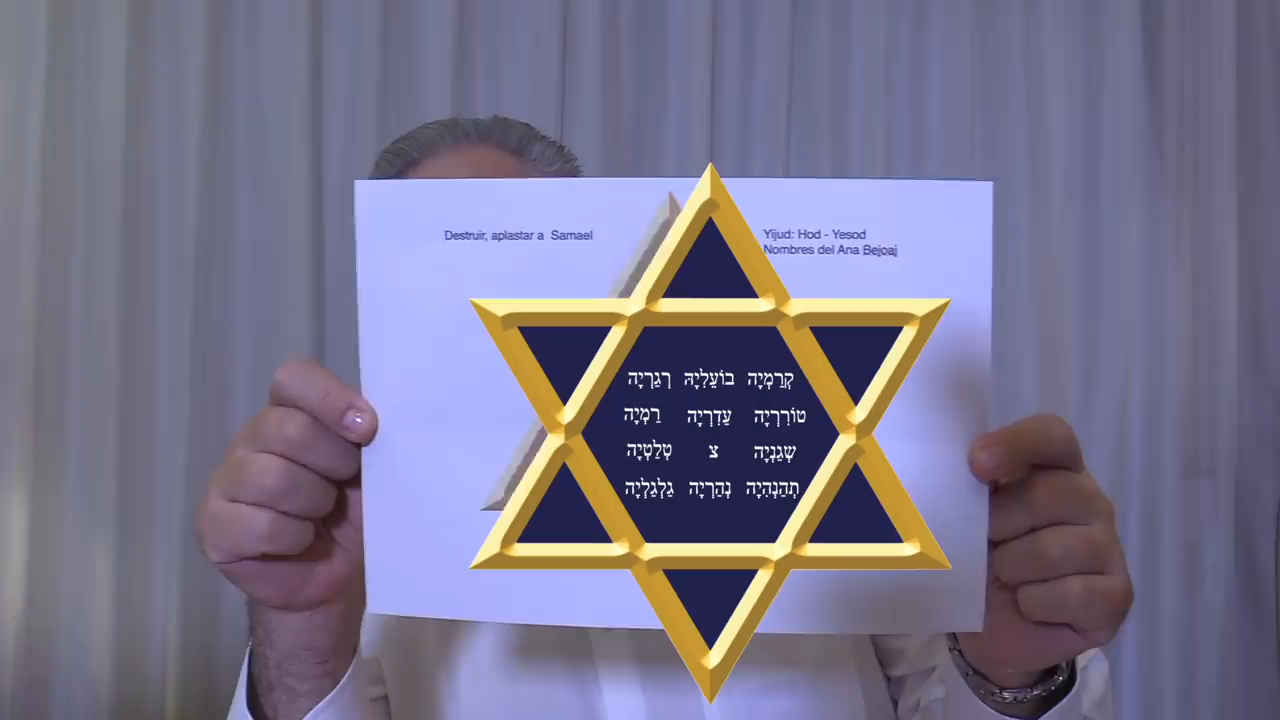 Destruir, aplastar a Samael
Yijud: Hod - Yesod
Nombres del Ana Bejoaj
קְרַמְיָה בוֹעֵלִיָהּ רְגַרְיָה
טוֹרְרְיָה עַדִרְיָה רַמְיָה
שְׁגַנְיָה צ טְלַטְיָה
תְהַנְהִיָה נְהַרְיָה גַלְגַלְיָה